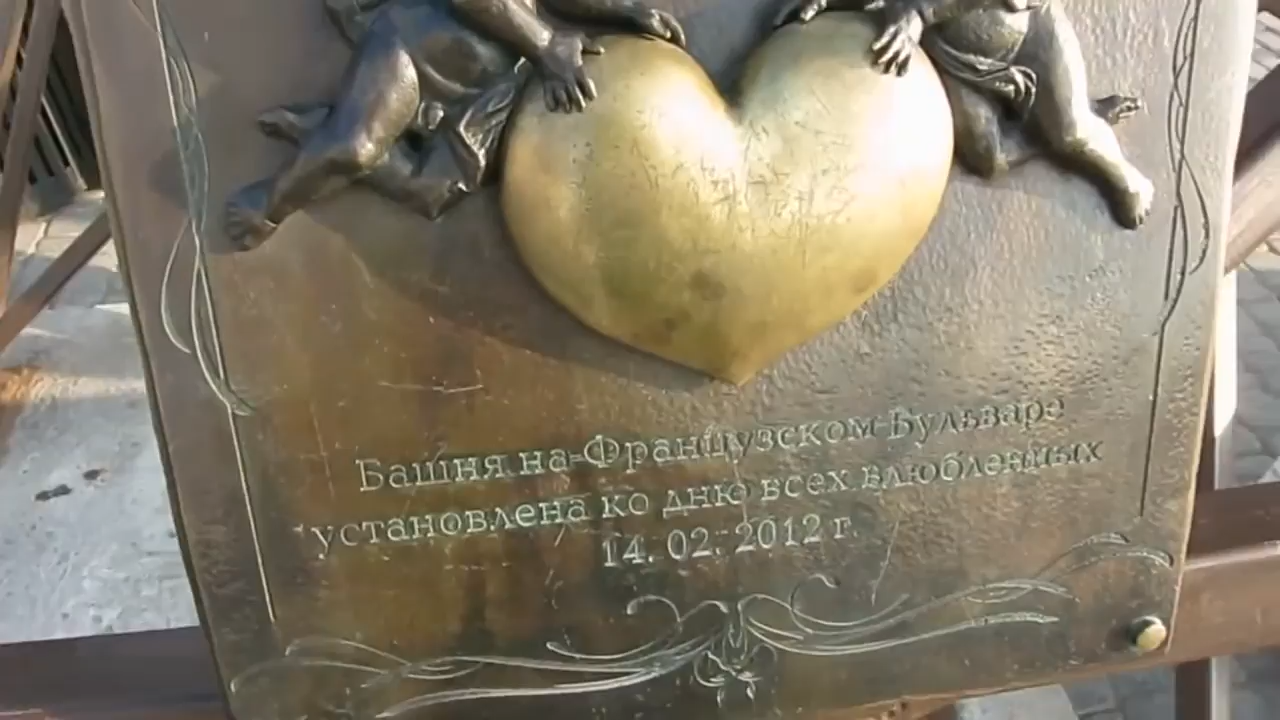 Башня на Французском Бульваре
установлена ко дню всех влюбленных
14. 02. 2012 г.